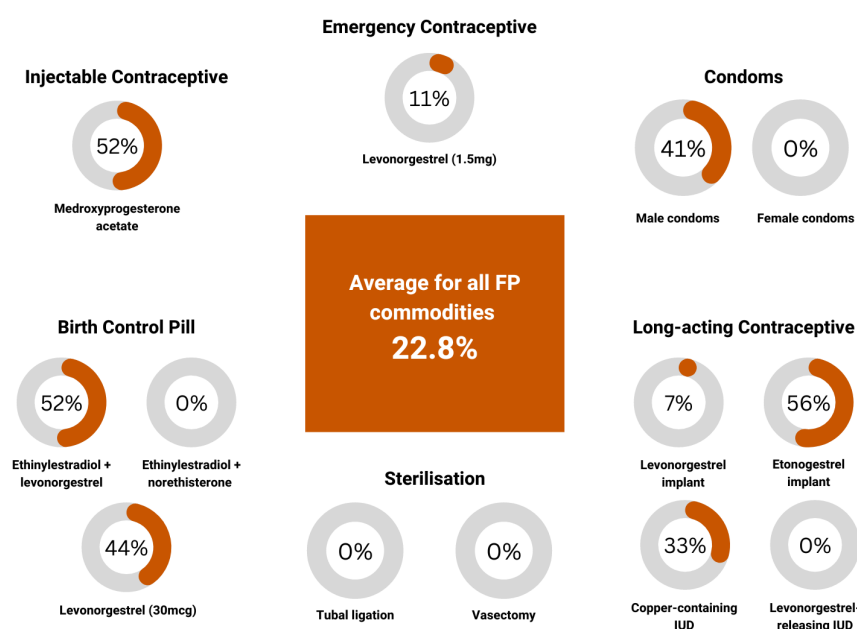 Emergency Contraceptive
11%
Levonorgestrel (1.5mg)
Injectable Contraceptive
52%
Medroxyprogesterone
acetate
Condoms
41%
0%
Male condoms
Female condoms
Average for all FP
commodities
22.8%
Birth Control Pill
52%
0%
Ethinylestradiol +
levonorgestrel
Ethinylestradiol +
norethisterone
44%
Levonorgestrel (30mcg)
Sterilisation
0%
0%
Tubal ligation
Vasectomy
Long-acting Contraceptive
7%
56%
Levonorgestrel
implant
Etonogestrel
implant
33%
0%
Copper-containing
IUD
Levonorgestrel-
releasing IUD